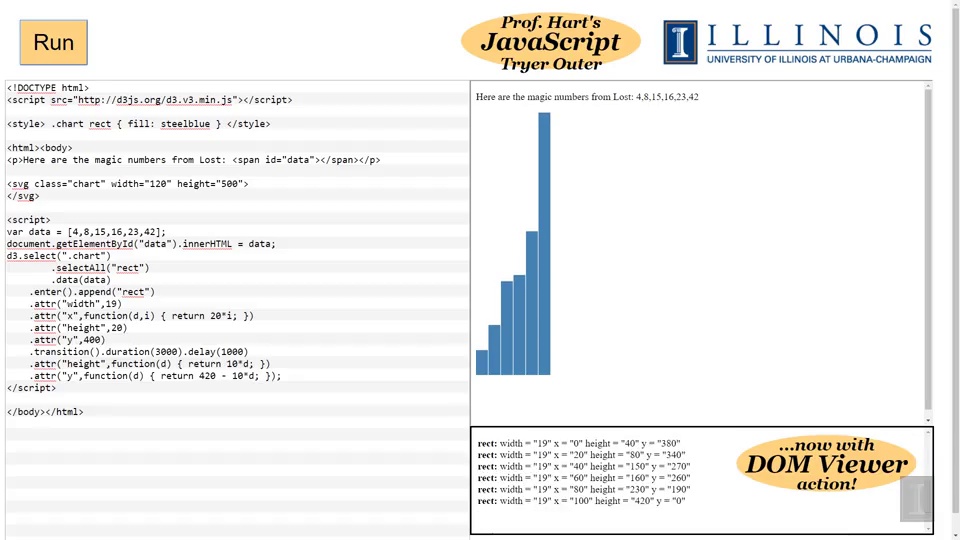 Run
Prof. Hart's
JavaScript
Tryer Outer
I ILLINOIS
UNIVERSITY OF ILLINOIS AT URBANA-CHAMPAIGN
<!DOCTYPE html>
<script src="http://d3js.org/d3.v3.min.js"></script>
<style> .chart rect { fill: steelblue } </style>
<html><body>
<p>Here are the magic numbers from Lost: <span id="data"></span></p>
<svg class="chart" width="120" height="500">
</svg>
<script>
var data = [4,8,15,16,23,42];
document.getElementById("data").innerHTML = data;
d3.select(".chart")
.selectAll("rect")
.data(data)
.enter().append("rect")
.attr("width",19)
.attr("x",function(d,i) { return 20*i; })
.attr("height",20)
.attr("y",400)
.transition().duration(3000).delay(1000)
.attr("height",function(d) { return 10*d; })
.attr("y",function(d) { return 420 - 10*d; });
</script>
</body></html>
Here are the magic numbers from Lost: 4,8,15,16,23,42
rect: width = "19" x = "0" height = "40" y = "380"
rect: width = "19" x = "20" height = "80" y = "340"
rect: width = "19" x = "40" height = "150" y = "270"
rect: width = "19" x = "60" height = "160" y = "260"
rect: width = "19" x = "80" height = "230" y = "190"
rect: width = "19" x = "100" height = "420" y = "0"
...now with
DOM Viewer
action!
I